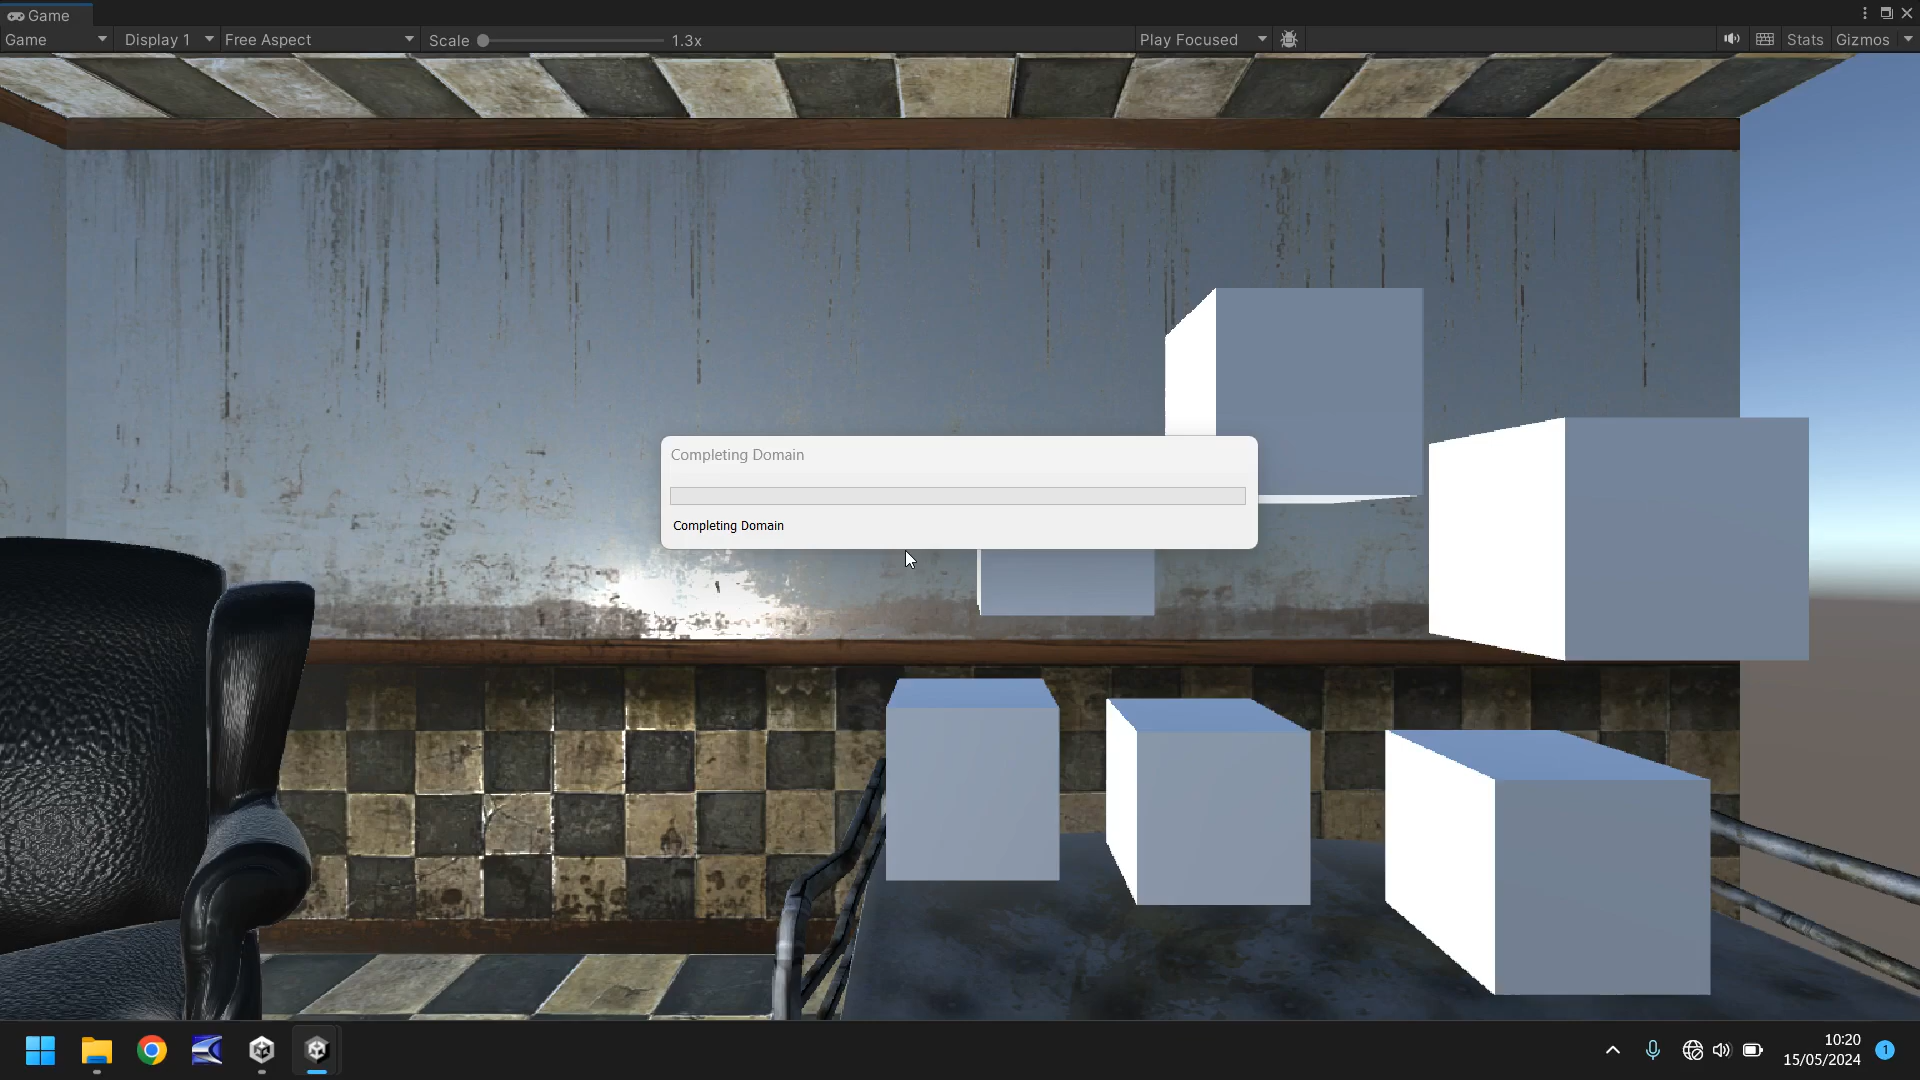 Game
Game
Display 1
Free Aspect
Scale
1.3x
Play Focused
Stats
Gizmos
Completing Domain
Completing Domain
10:20
15/05/2024
1